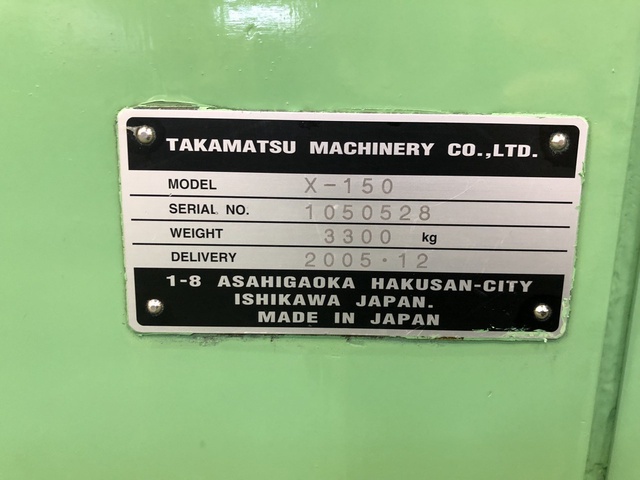 TAKAMATSU MACHINERY CO.,LTD.
MODEL X-150
SERIAL NO. 1050528
WEIGHT 3300 kg
DELIVERY 2005・12
1-8 ASAHIGAOKA HAKUSAN-CITY
ISHIKAWA JAPAN.
MADE IN JAPAN